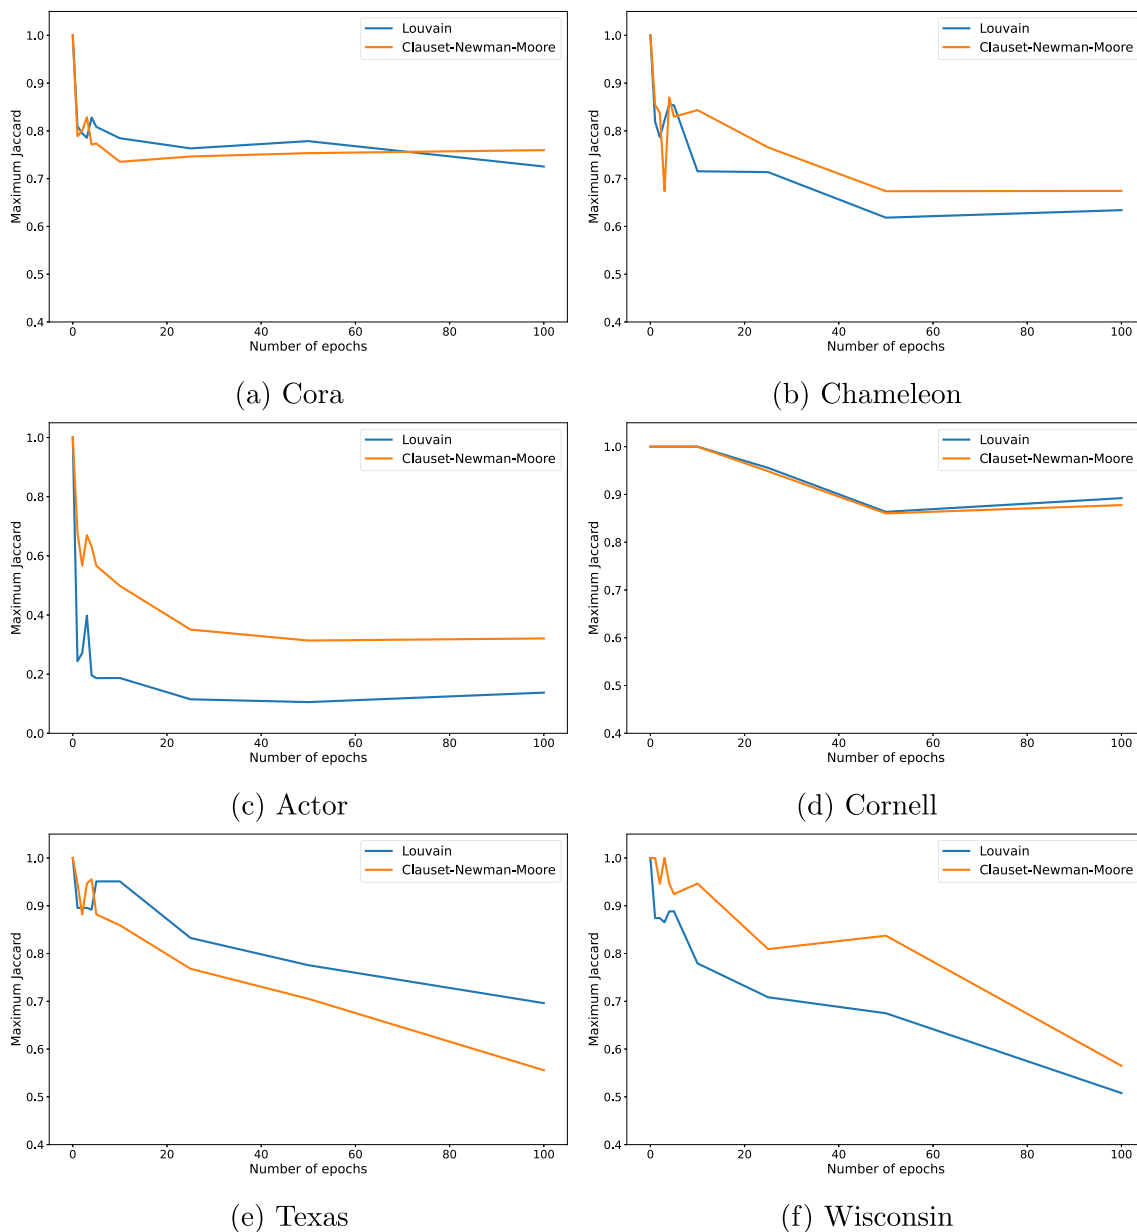 Louvain
Clauset-Newman-Moore
Maximum Jaccard
1.0
0.9
0.8
0.7
0.6
0.5
0.4
0 20 40 60 80 100
Number of epochs
(a) Cora
Louvain
Clauset-Newman-Moore
Maximum Jaccard
1.0
0.9
0.8
0.7
0.6
0.5
0.4
0 20 40 60 80 100
Number of epochs
(b) Chameleon
Louvain
Clauset-Newman-Moore
Maximum Jaccard
1.0
0.8
0.6
0.4
0.2
0.0
0 20 40 60 80 100
Number of epochs
(c) Actor
Louvain
Clauset-Newman-Moore
Maximum Jaccard
1.0
0.9
0.8
0.7
0.6
0.5
0.4
0 20 40 60 80 100
Number of epochs
(d) Cornell
Louvain
Clauset-Newman-Moore
Maximum Jaccard
1.0
0.9
0.8
0.7
0.6
0.5
0.4
0 20 40 60 80 100
Number of epochs
(e) Texas
Louvain
Clauset-Newman-Moore
Maximum Jaccard
1.0
0.9
0.8
0.7
0.6
0.5
0.4
0 20 40 60 80 100
Number of epochs
(f) Wisconsin